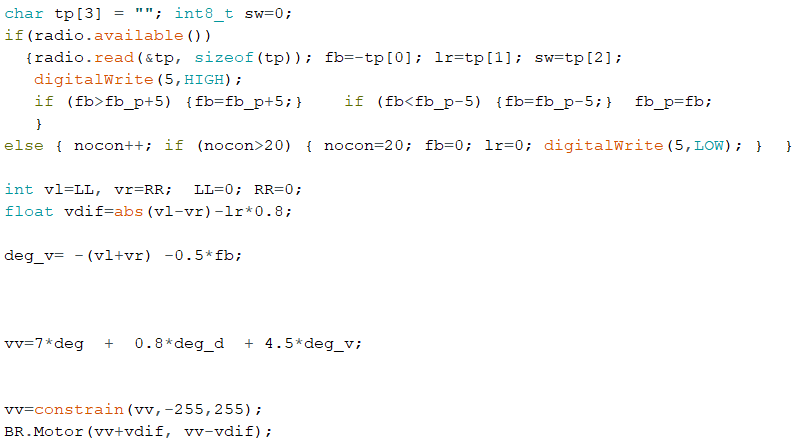 char tp[3] = ""; int8_t sw=0;
if(radio.available())
{radio.read(&tp, sizeof(tp)); fb=-tp[0]; lr=tp[1]; sw=tp[2];
digitalWrite(5,HIGH);
if (fb>fb_p+5) {fb=fb_p+5;} if (fb<fb_p-5) {fb=fb_p-5;} fb_p=fb;
}
else { nocon++; if (nocon>20) { nocon=20; fb=0; lr=0; digitalWrite(5,LOW); } }
int vl=LL, vr=RR; LL=0; RR=0;
float vdif=abs(vl-vr)-lr*0.8;
deg_v= -(vl+vr) -0.5*fb;
vv=7*deg + 0.8*deg_d + 4.5*deg_v;
vv=constrain(vv,-255,255);
BR.Motor(vv+vdif, vv-vdif);